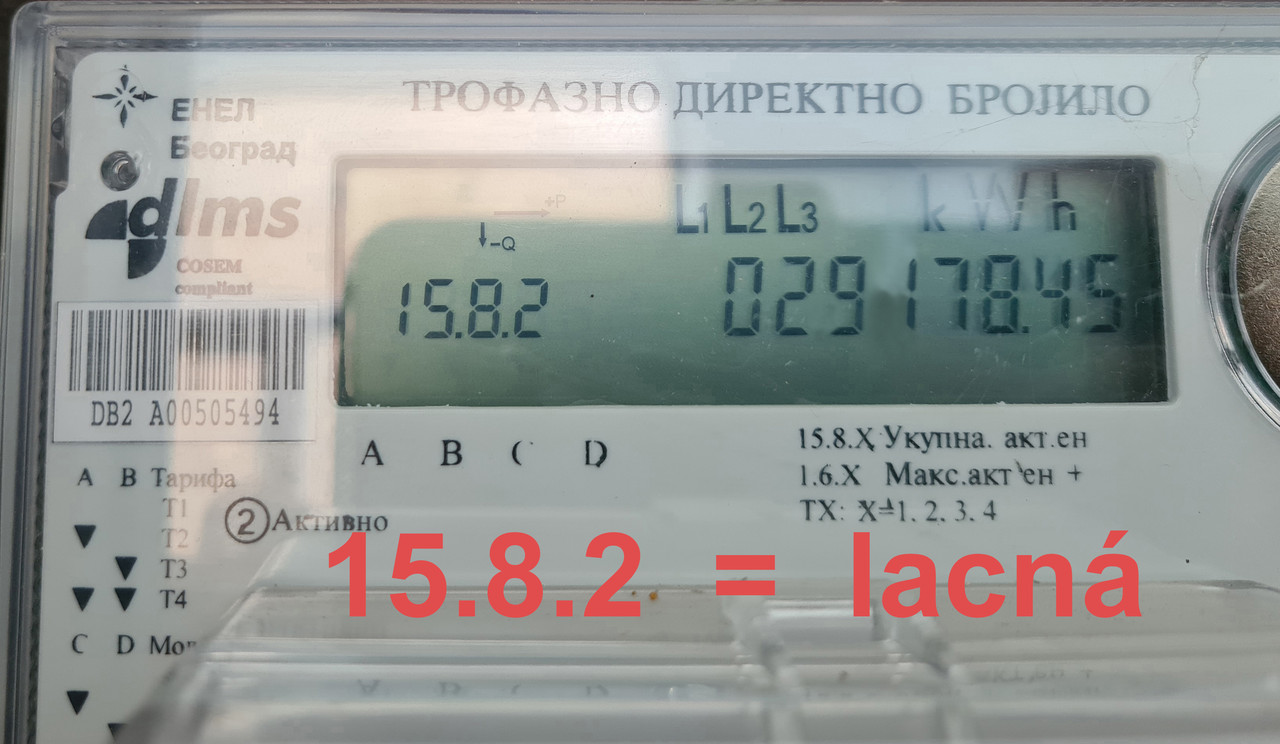 ТРОФАЗНО ДИРЕКТНО БРОЈИЛО
ЕНЕЛ
Београд
dlms
COSEM
compliant
+P
-Q
L1 L2 L3 kWh
15.8.2 029178.45
DB2 A00505494
A B C D
15.8.X Укупна. акт.ен
1.6.X Макс.акт ен +
TX: X=1, 2, 3, 4
A B Тарифа
T1
T2
T3
T4
2 Активно
15.8.2 = lacná
C D